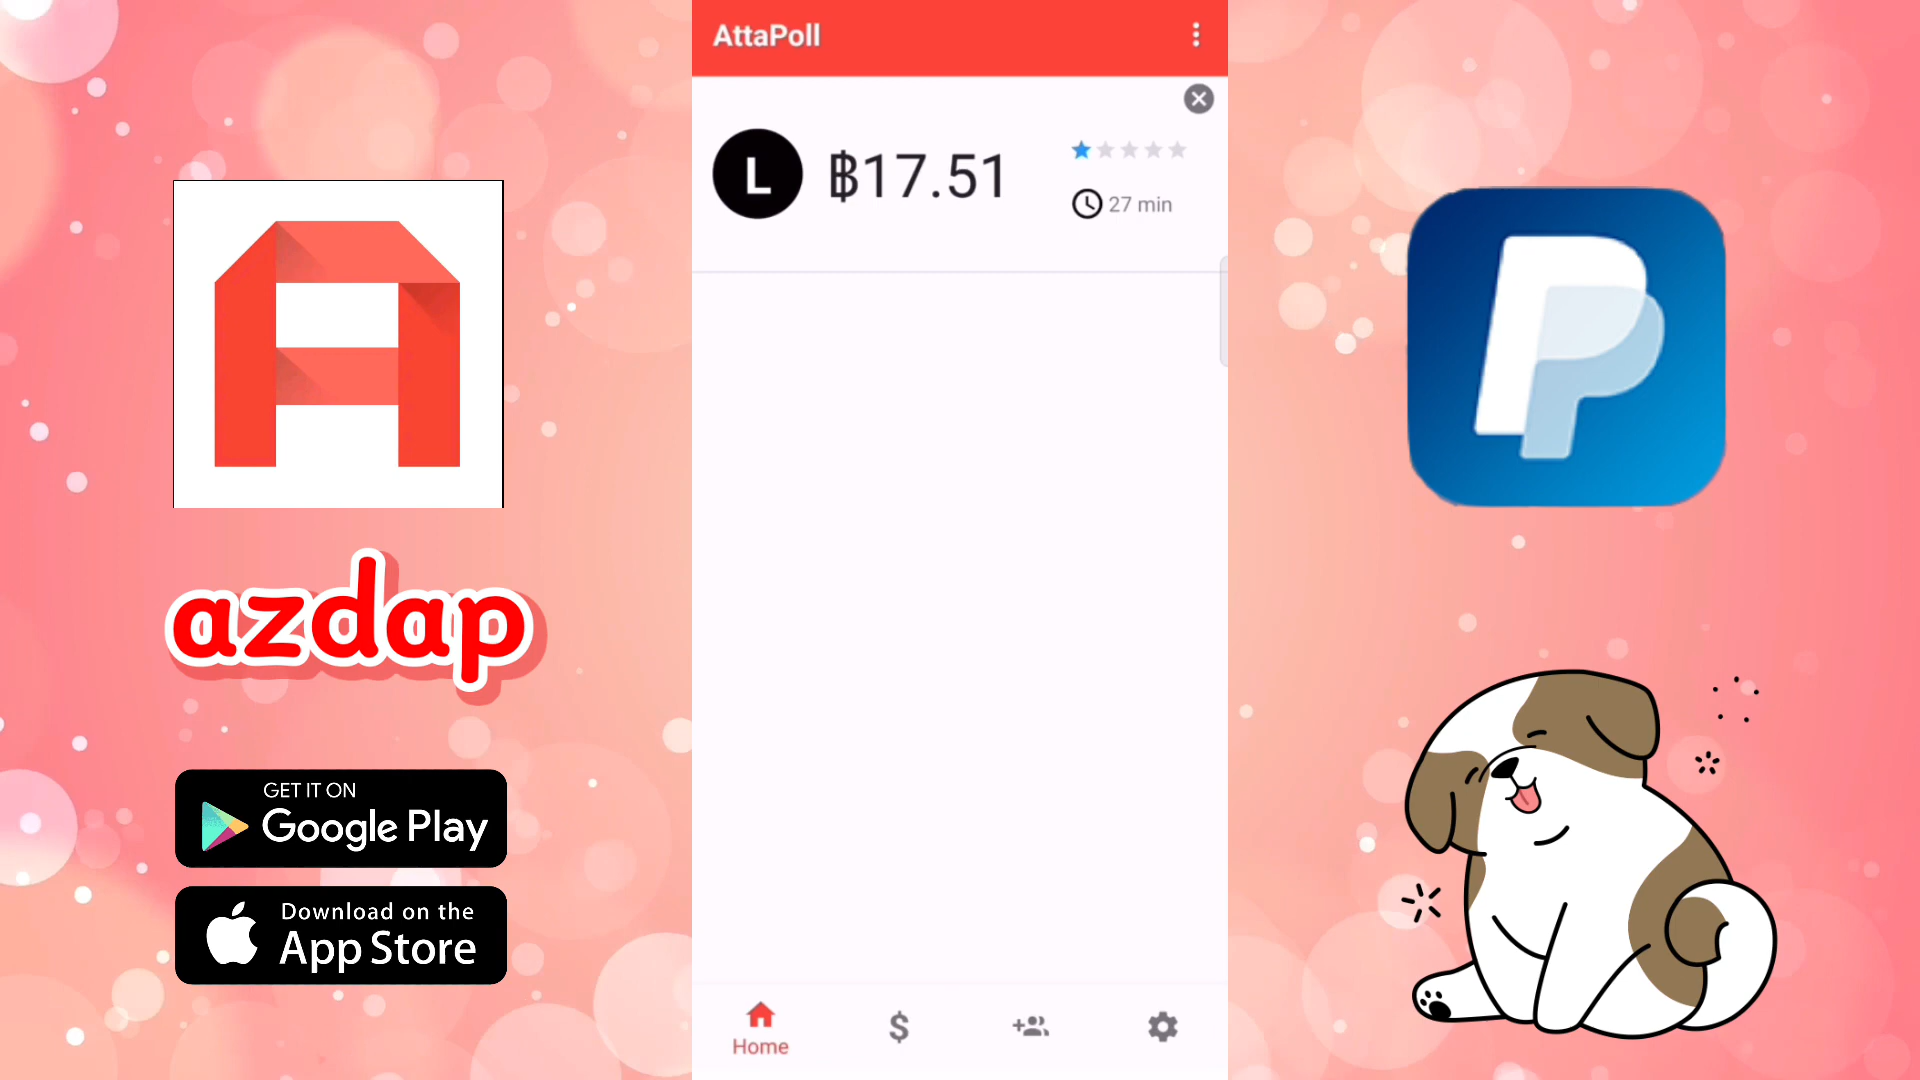 AttaPoll
L
฿17.51
27 min
azdap
GET IT ON
Google Play
Download on the
App Store
Home